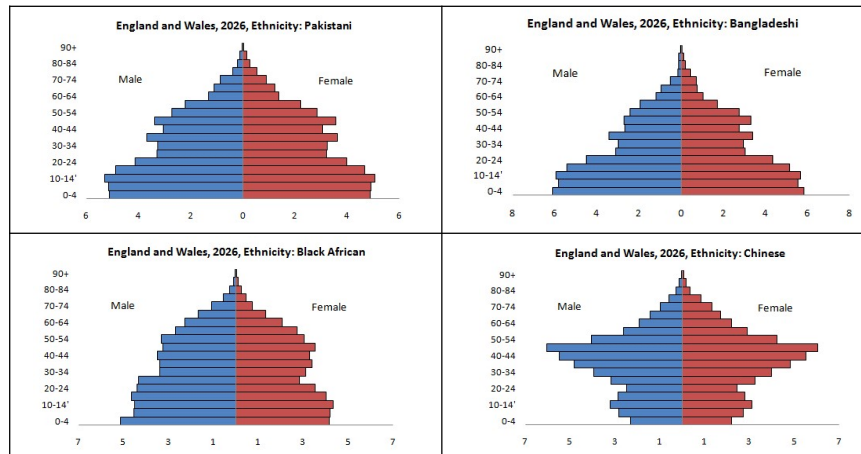 England and Wales, 2026, Ethnicity: Pakistani
90+
80-84
70-74
60-64
50-54
40-44
30-34
20-24
10-14'
0-4
Male
Female
6 4 2 0 2 4 6
England and Wales, 2026, Ethnicity: Bangladeshi
90+
80-84
70-74
60-64
50-54
40-44
30-34
20-24
10-14'
0-4
Male
Female
8 6 4 2 0 2 4 6 8
England and Wales, 2026, Ethnicity: Black African
90+
80-84
70-74
60-64
50-54
40-44
30-34
20-24
10-14'
0-4
Male
Female
7 5 3 1 1 3 5 7
England and Wales, 2026, Ethnicity: Chinese
90+
80-84
70-74
60-64
50-54
40-44
30-34
20-24
10-14'
0-4
Male
Female
7 5 3 1 1 3 5 7